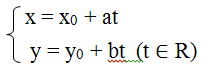 x = x₀ + at
y = y₀ + bt (t ∈ R)